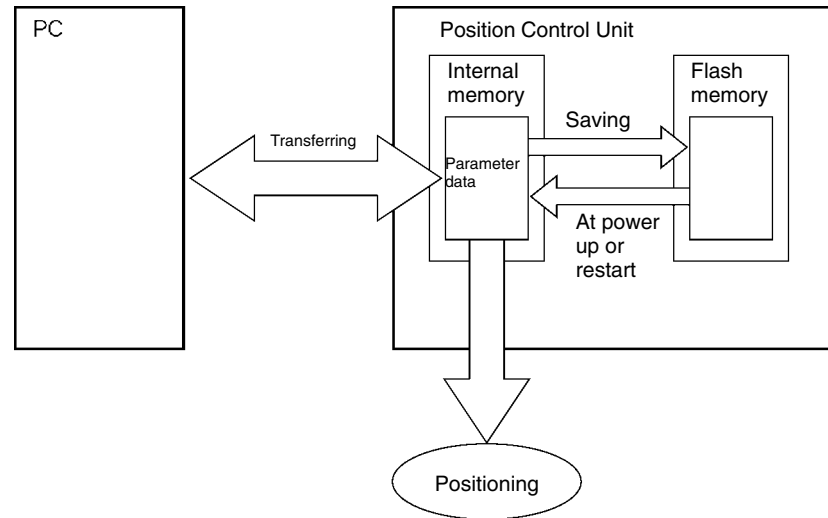 PC
Position Control Unit
Internal
memory
Flash
memory
Saving
Transferring
Parameter
data
At power
up or
restart
Positioning